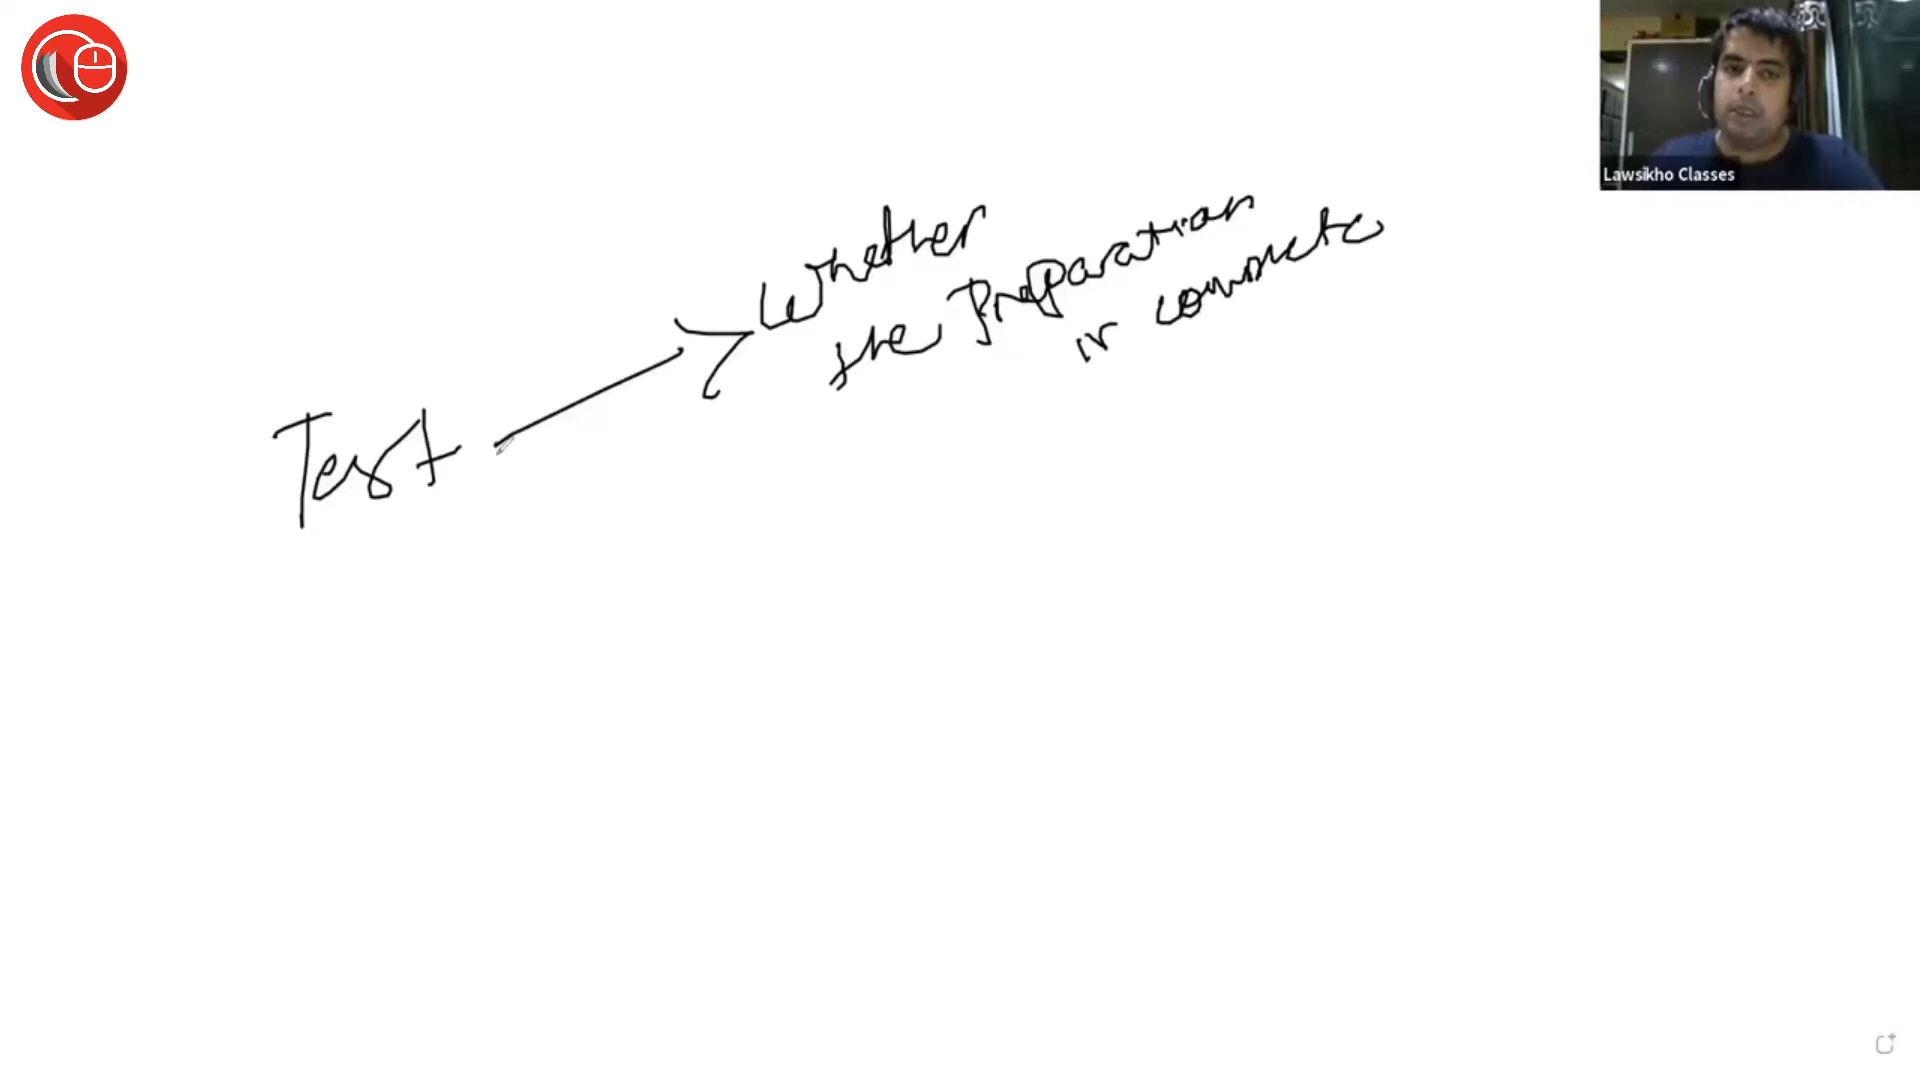 Lawsikho Classes
Whether
the Preparation
is complete
Test